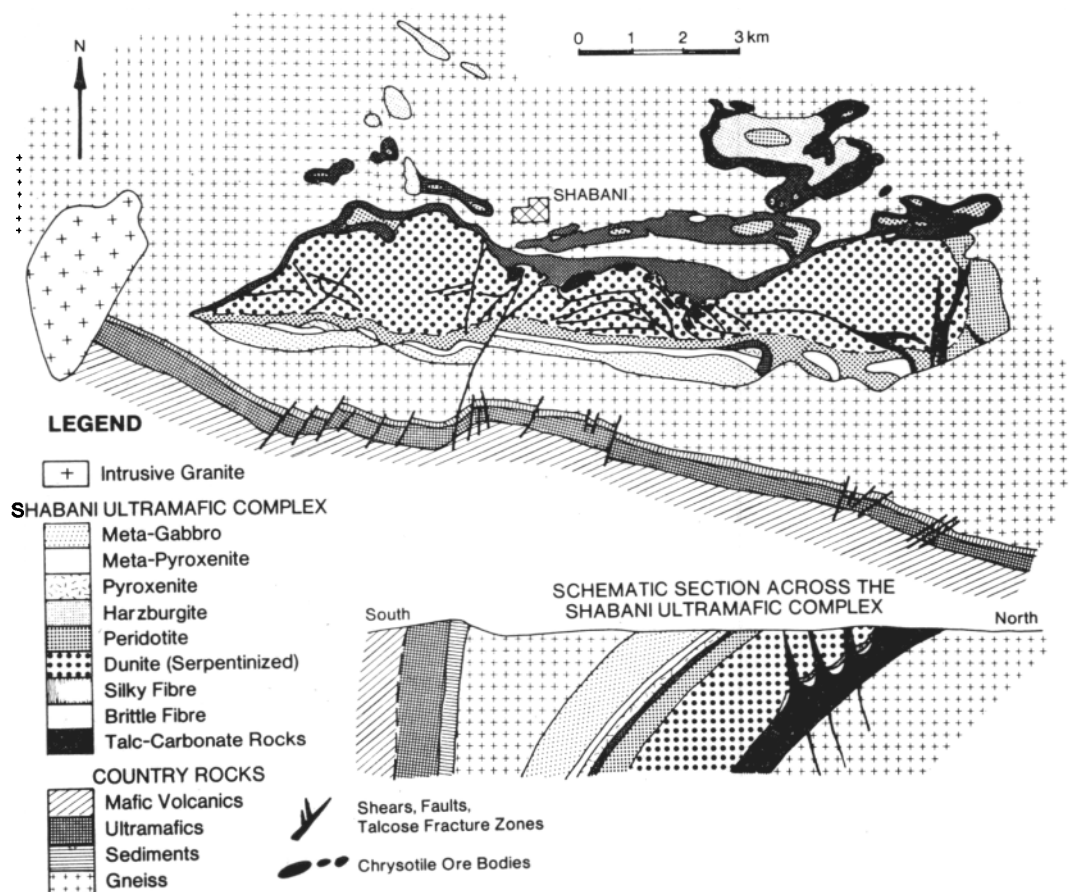 N
0 1 2 3 km
SHABANI
LEGEND
Intrusive Granite
SHABANI ULTRAMAFIC COMPLEX
Meta-Gabbro
Meta-Pyroxenite
Pyroxenite
Harzburgite
Peridotite
Dunite (Serpentinized)
Silky Fibre
Brittle Fibre
Talc-Carbonate Rocks
COUNTRY ROCKS
Mafic Volcanics
Ultramafics
Sediments
Gneiss
Shears, Faults,
Talcose Fracture Zones
Chrysotile Ore Bodies
SCHEMATIC SECTION ACROSS THE
SHABANI ULTRAMAFIC COMPLEX
South
North